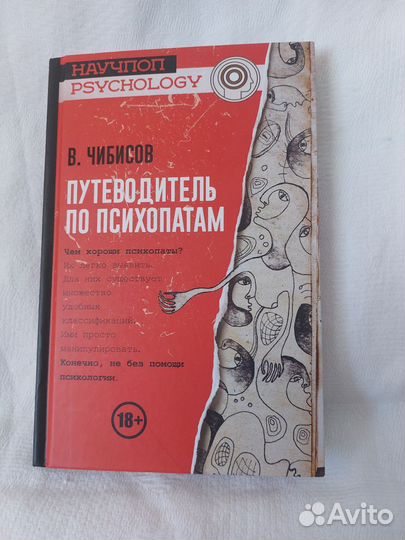 НАУЧПОП
PSYCHOLOGY
В. ЧИБИСОВ
ПУТЕВОДИТЕЛЬ
ПО ПСИХОПАТАМ
Чем хороши психопаты?
Их легко выявить.
Для них существует
множество
удобных
классификаций.
Ими просто
манипулировать.
Конечно, не без помощи
психологии.
18+
Avito